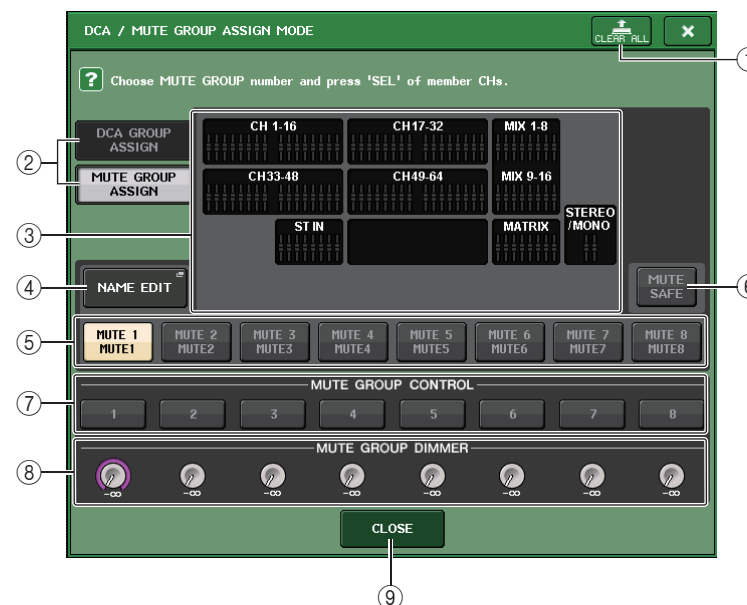 DCA / MUTE GROUP ASSIGN MODE
CLEAR ALL
×
? Choose MUTE GROUP number and press 'SEL' of member CHs.
DCA GROUP
ASSIGN
MUTE GROUP
ASSIGN
CH 1-16
CH17-32
MIX 1-8
CH33-48
CH49-64
MIX 9-16
ST IN
MATRIX
STEREO
/MONO
②
③
④
NAME EDIT
MUTE
SAFE
⑤
MUTE 1
MUTE1
MUTE 2
MUTE2
MUTE 3
MUTE3
MUTE 4
MUTE4
MUTE 5
MUTE5
MUTE 6
MUTE6
MUTE 7
MUTE7
MUTE 8
MUTE8
⑦
MUTE GROUP CONTROL
1 2 3 4 5 6 7 8
⑧
MUTE GROUP DIMMER
-∞ -∞ -∞ -∞ -∞ -∞ -∞ -∞
CLOSE
⑨